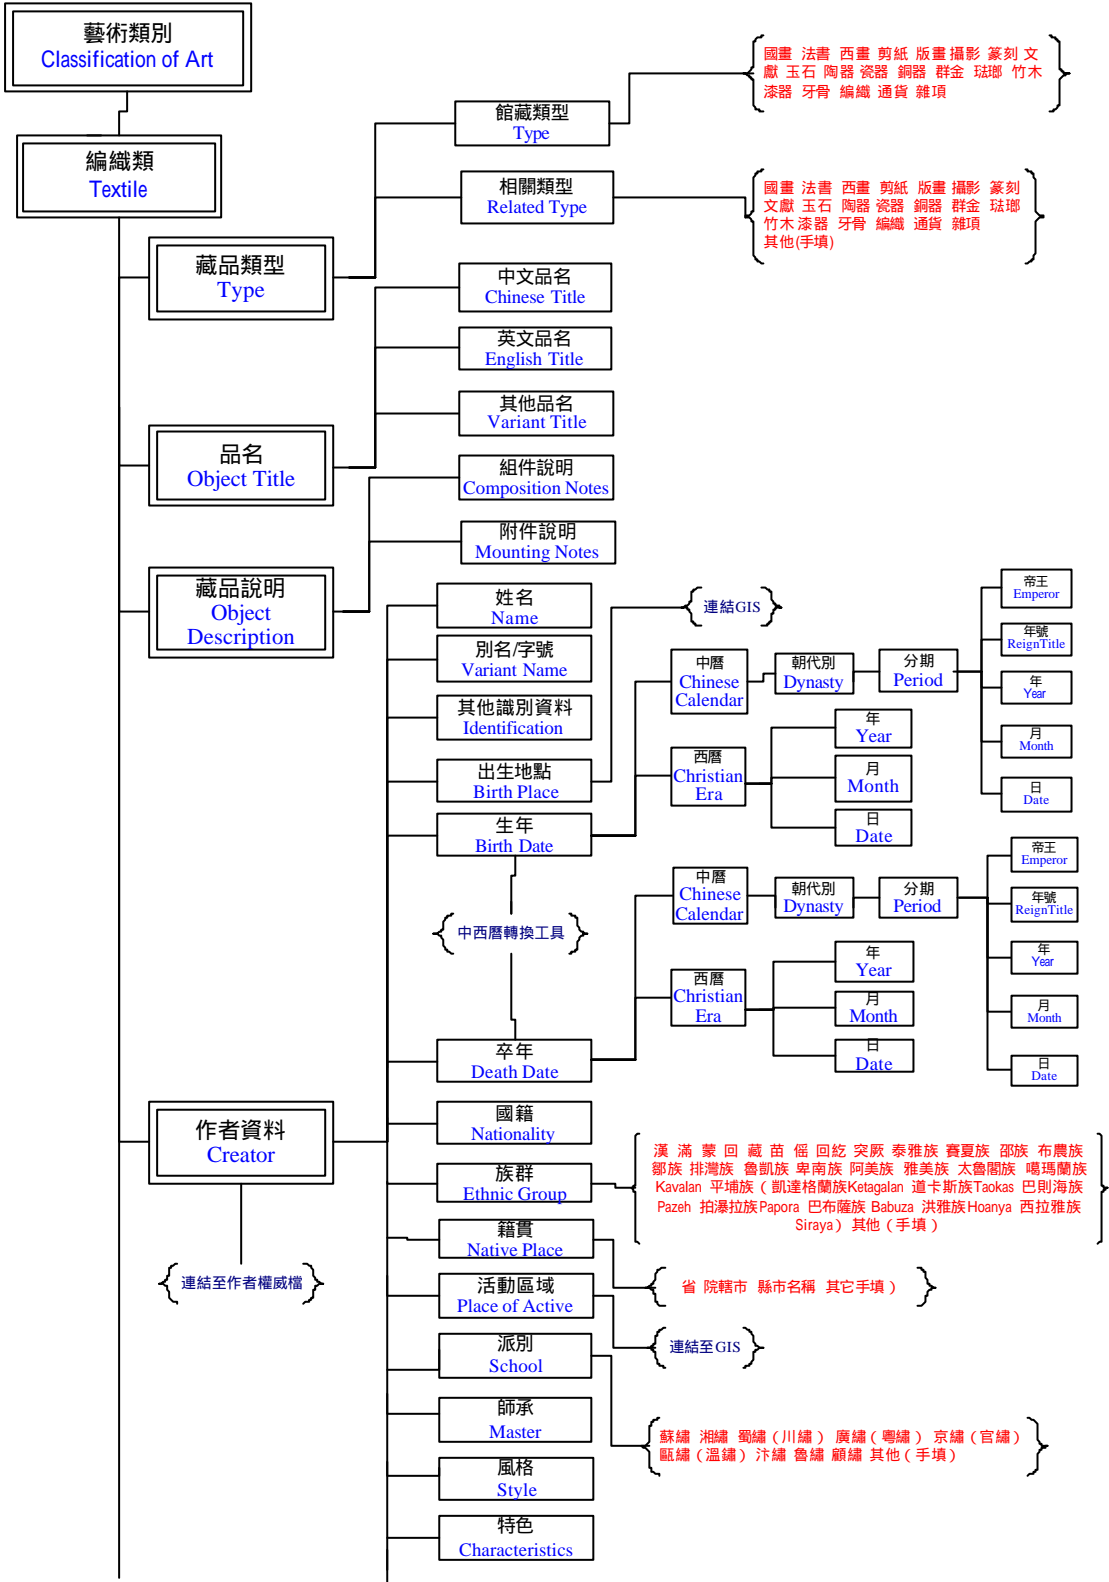 藝術類別
Classification of Art
編織類
Textile
館藏類型
Type
國畫 法書 西畫 剪紙 版畫 攝影 篆刻 文
獻 玉石 陶器 瓷器 銅器 群金 琺瑯 竹木
漆器 牙骨 編織 通貨 雜項
相關類型
Related Type
國畫 法書 西畫 剪紙 版畫 攝影 篆刻
文獻 玉石 陶器 瓷器 銅器 群金 琺瑯
竹木 漆器 牙骨 編織 通貨 雜項
其他(手填)
藏品類型
Type
中文品名
Chinese Title
英文品名
English Title
其他品名
Variant Title
品名
Object Title
組件說明
Composition Notes
附件說明
Mounting Notes
藏品說明
Object
Description
姓名
Name
連結GIS
別名/字號
Variant Name
其他識別資料
Identification
出生地點
Birth Place
生年
Birth Date
中曆
Chinese
Calendar
朝代別
Dynasty
分期
Period
帝王
Emperor
年號
ReignTitle
年
Year
月
Month
日
Date
西曆
Christian
Era
年
Year
月
Month
日
Date
中西曆轉換工具
卒年
Death Date
中曆
Chinese
Calendar
朝代別
Dynasty
分期
Period
帝王
Emperor
年號
ReignTitle
年
Year
月
Month
日
Date
西曆
Christian
Era
年
Year
月
Month
日
Date
作者資料
Creator
連結至作者權威檔
國籍
Nationality
族群
Ethnic Group
漢 滿 蒙 回 藏 苗 傜 回紇 突厥 泰雅族 賽夏族 邵族 布農族
鄒族 排灣族 魯凱族 卑南族 阿美族 雅美族 太魯閣族 噶瑪蘭族
Kavalan 平埔族（凱達格蘭族Ketagalan 道卡斯族Taokas 巴則海族
Pazeh 拍瀑拉族Papora 巴布薩族 Babuza 洪雅族Hoanya 西拉雅族
Siraya）其他（手填）
籍貫
Native Place
省 院轄市 縣市名稱 其它手填）
活動區域
Place of Active
連結至GIS
派別
School
蘇繡 湘繡 蜀繡（川繡） 廣繡（粵繡） 京繡（官繡）
甌繡（溫鏽） 汴繡 魯繡 顧繡 其他（手填）
師承
Master
風格
Style
特色
Characteristics